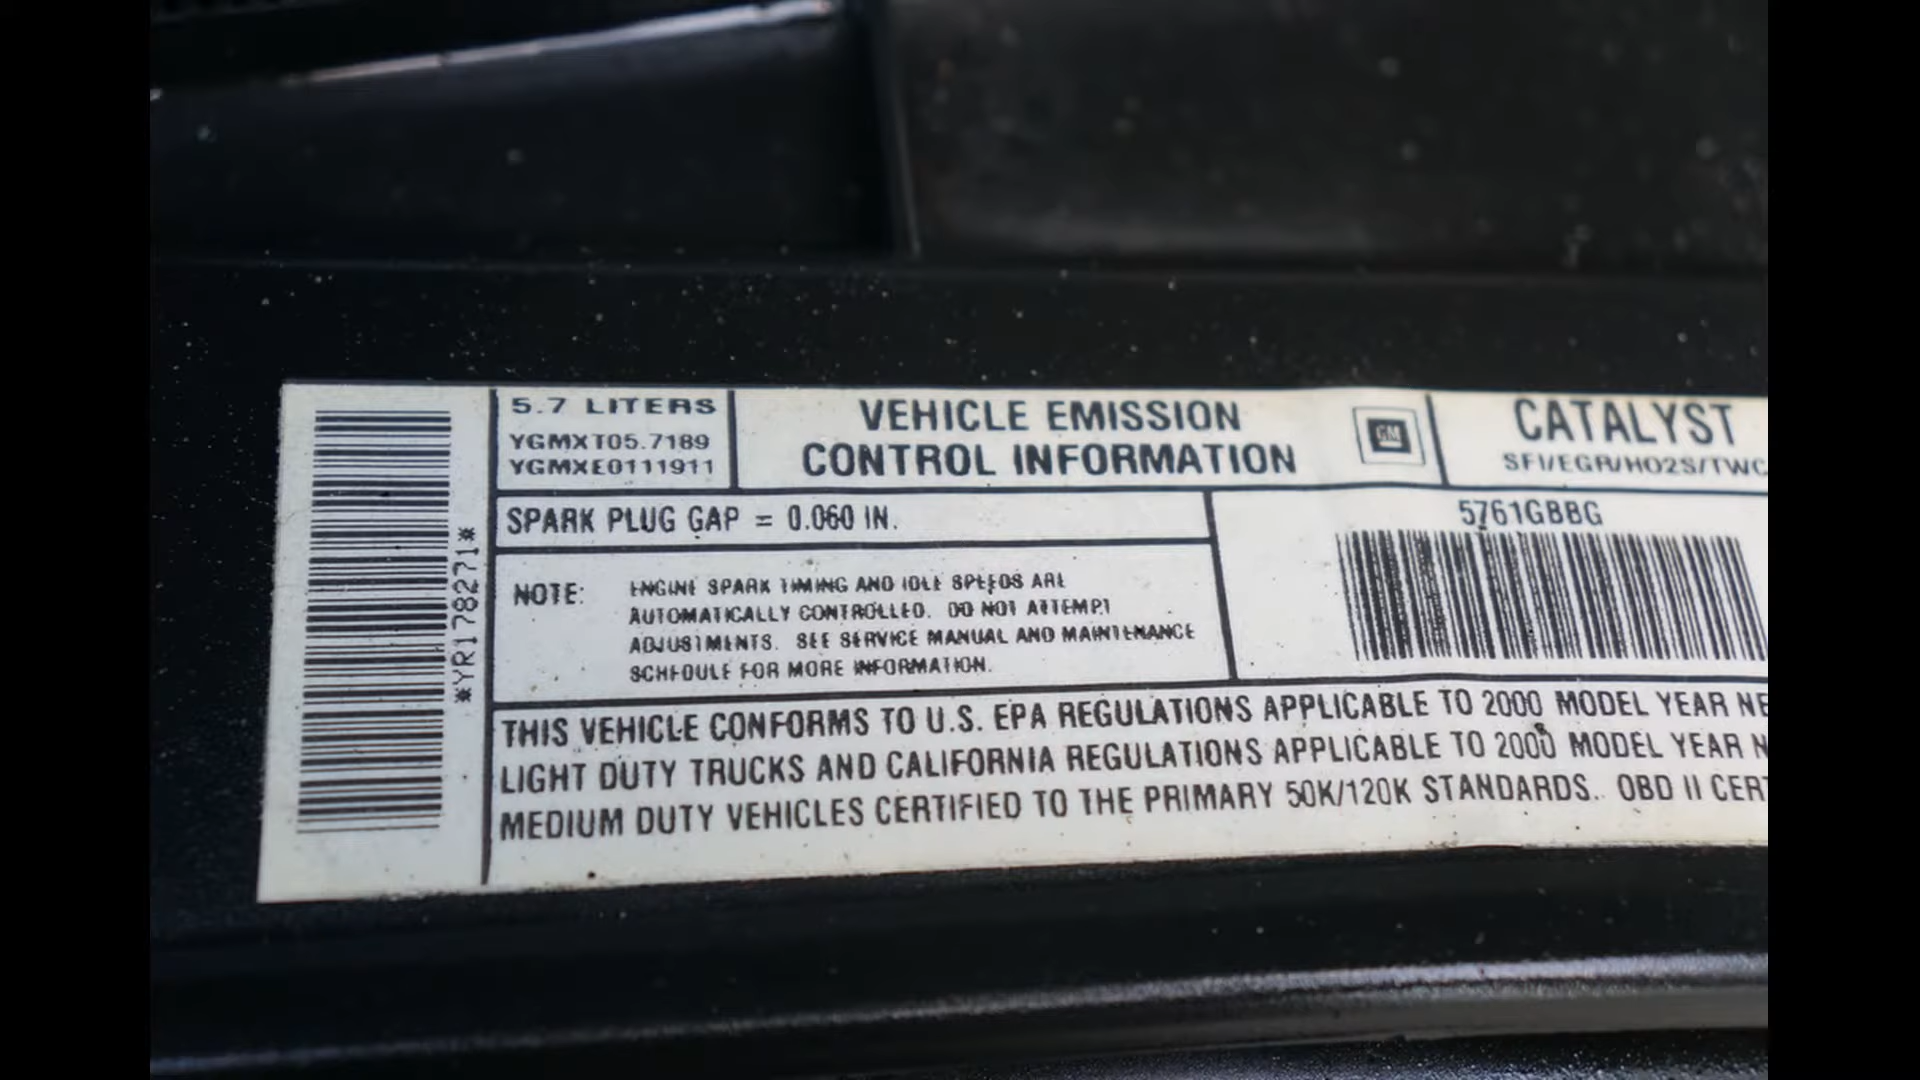 5.7 LITERS
YGMXT05.7189
YGMXE0111911
VEHICLE EMISSION
CONTROL INFORMATION
GM
CATALYST
SFI/EGR/HO2S/TWC
SPARK PLUG GAP = 0.060 IN.
5761GBBG
*YR178271*
NOTE: ENGINE SPARK TIMING AND IDLE SPEEDS ARE
AUTOMATICALLY CONTROLLED. DO NOT ATTEMPT
ADJUSTMENTS. SEE SERVICE MANUAL AND MAINTENANCE
SCHEDULE FOR MORE INFORMATION.
THIS VEHICLE CONFORMS TO U.S. EPA REGULATIONS APPLICABLE TO 2000 MODEL YEAR NE
LIGHT DUTY TRUCKS AND CALIFORNIA REGULATIONS APPLICABLE TO 2000 MODEL YEAR N
MEDIUM DUTY VEHICLES CERTIFIED TO THE PRIMARY 50K/120K STANDARDS. OBD II CERT